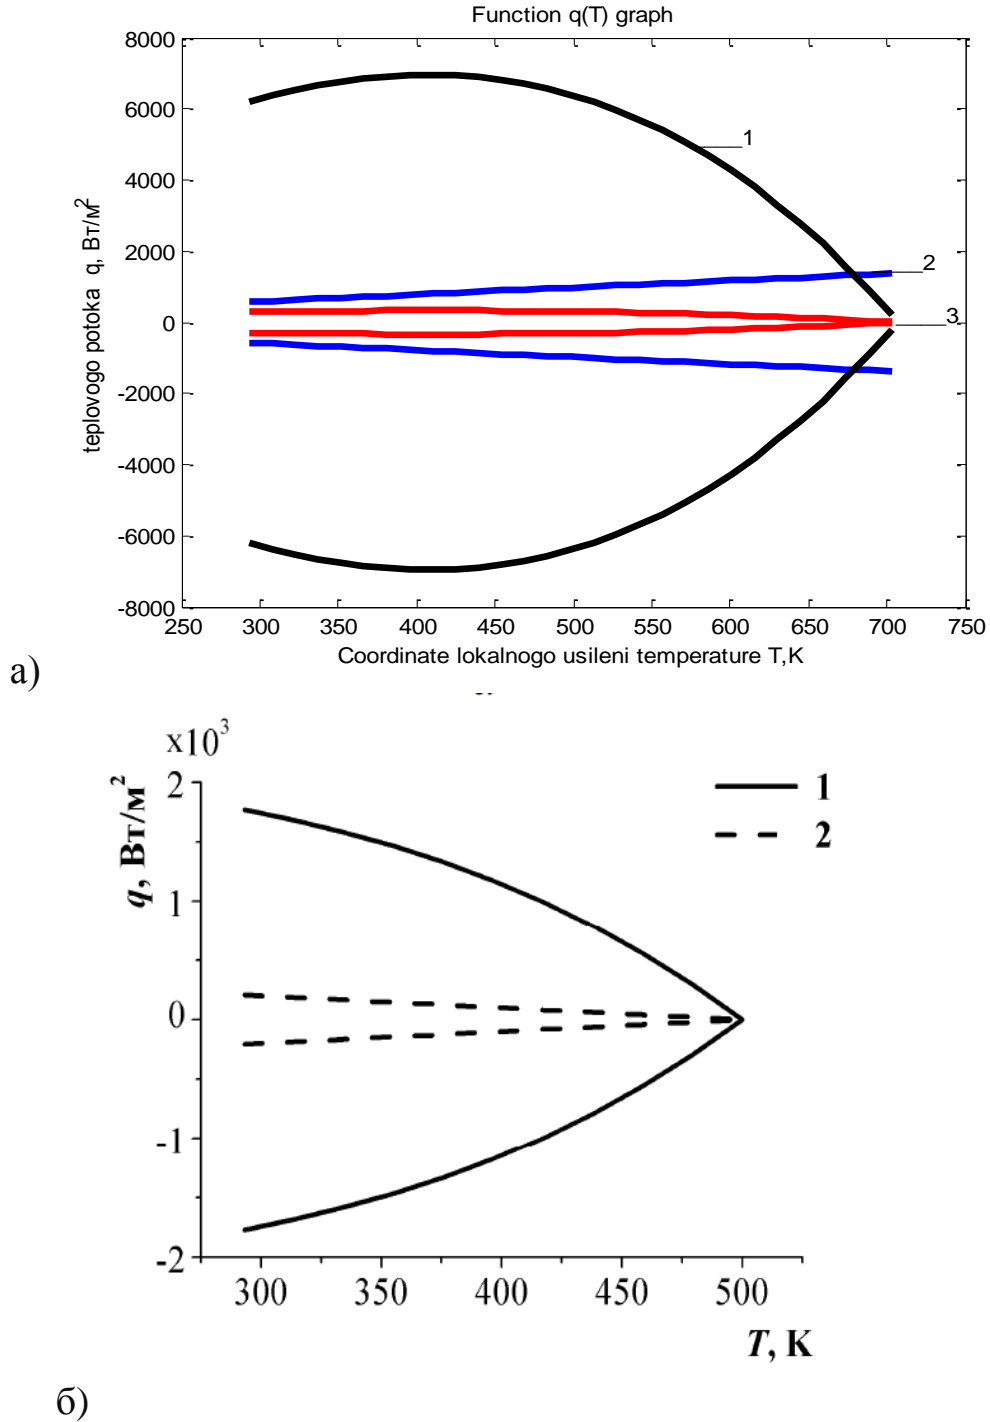 Function q(T) graph
8000
6000
4000
2000
0
-2000
-4000
-6000
-8000
teplovogo potoka q, Вт/м²
1
2
3
250 300 350 400 450 500 550 600 650 700 750
Coordinate lokalnogo usileni temperature T,K
а)
x10³
q, Вт/м²
2
1
0
-1
-2
1
2
300 350 400 450 500
T, K
б)